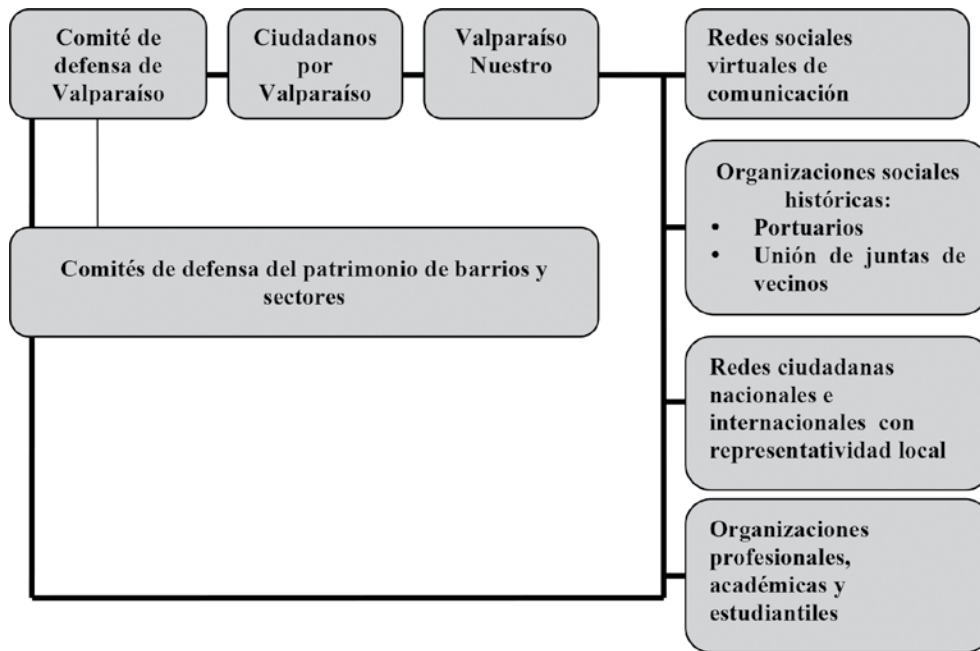 Comité de
defensa de
Valparaíso
Ciudadanos
por
Valparaíso
Valparaíso
Nuestro
Redes sociales
virtuales de
comunicación
Organizaciones sociales
históricas:
• Portuarios
• Unión de juntas de
vecinos
Comités de defensa del patrimonio de barrios y
sectores
Redes ciudadanas
nacionales e
internacionales con
representatividad local
Organizaciones
profesionales,
académicas y
estudiantiles